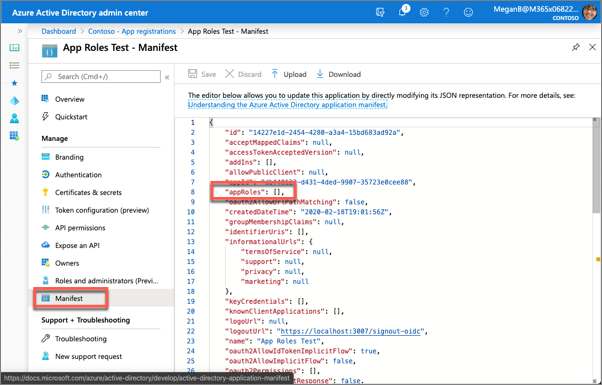 Azure Active Directory admin center
1
MeganB@M365x06822...
CONTOSO
Dashboard > Contoso - App registrations > App Roles Test - Manifest
App Roles Test - Manifest
Search (Cmd+/)
Save Discard Upload Download
Overview
Quickstart
Manage
Branding
Authentication
Certificates & secrets
Token configuration (preview)
API permissions
Expose an API
Owners
Roles and administrators (Previ...
Manifest
Support + Troubleshooting
Troubleshooting
New support request
The editor below allows you to update this application by directly modifying its JSON representation. For more details, see:
Understanding the Azure Active Directory application manifest.
1 {
2 "id": "14227e1d-2454-4280-a3a4-15bd683ad92a",
3 "acceptMappedClaims": null,
4 "accessTokenAcceptedVersion": null,
5 "addIns": [],
6 "allowPublicClient": null,
7 -d431-4ded-9907-35723e0cee88",
8 "appRoles": [],
9 "oauth2AllowUrlPathMatching": false,
10 "createdDateTime": "2020-02-18T19:01:56Z",
11 "groupMembershipClaims": null,
12 "identifierUris": [],
13 "informationalUrls": {
14 "termsOfService": null,
15 "support": null,
16 "privacy": null,
17 "marketing": null
18 },
19 "keyCredentials": [],
20 "knownClientApplications": [],
21 "logoUrl": null,
22 "logoutUrl": "https://localhost:3007/signout-oidc",
23 "name": "App Roles Test",
24 "oauth2AllowIdTokenImplicitFlow": true,
25 "oauth2AllowImplicitFlow": false,
26 "oauth2Permissions": [],
tResponse": false,
https://docs.microsoft.com/azure/active-directory/develop/active-directory-application-manifest